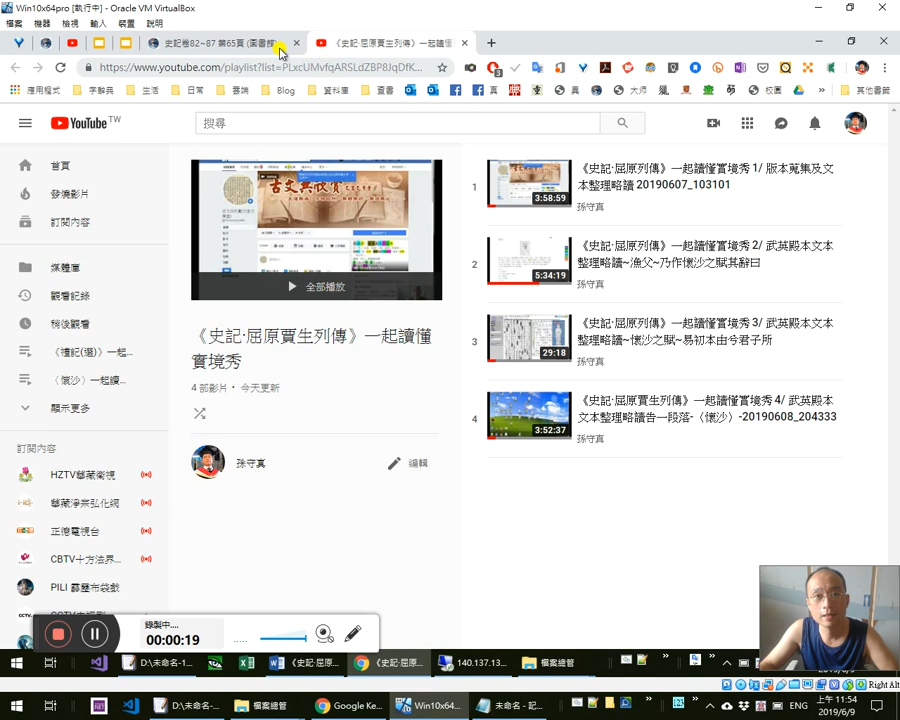 Win10x64pro [執行中] - Oracle VM VirtualBox
檔案 機器 檢視 輸入 裝置 說明
史記卷82~87 第65頁 (圖書館)
《史記·屈原賈生列傳》一起讀懂
https://www.youtube.com/playlist?list=PLxcUMvfqARSLdZBP8JqDfK...
應用程式 字辭典 生活 日常 雲端 Blog 資料庫 查書 真 大師 校園 其他書籤
YouTube TW
搜尋
首頁
發燒影片
訂閱內容
媒體庫
觀看記錄
稍後觀看
《禮記(選)》一起...
〈懷沙〉一起讀...
顯示更多
訂閱內容
HZTV華藏衛視
華藏淨宗弘化網
正德電視台
CBTV十方法界...
PILI 霹靂布袋戲
古文與欣賞
全部播放
《史記·屈原賈生列傳》一起讀懂
實境秀
4 部影片・今天更新
孫守真
編輯
1
3:58:59
《史記·屈原列傳》一起讀懂實境秀 1/ 版本蒐集及文
本整理略讀 20190607_103101
孫守真
2
5:34:19
《史記·屈原列傳》一起讀懂實境秀 2/ 武英殿本文本
整理略讀~漁父~乃作懷沙之賦其辭曰
孫守真
3
29:18
《史記·屈原列傳》一起讀懂實境秀 3/ 武英殿本文本
整理略讀~懷沙之賦~易初本由兮君子所
孫守真
4
3:52:37
《史記·屈原賈生列傳》一起讀懂實境秀 4/ 武英殿本
文本整理略讀告一段落-〈懷沙〉-20190608_204333
孫守真
錄製中....
00:00:19
D:\未命名-1...
《史記·屈原...
《史記·屈原...
140.137.13...
檔案總管
Right Alt
D:\未命名-...
檔案總管
Google Ke...
Win10x64...
未命名 - 記...
ENG
上午 11:54
2019/6/9